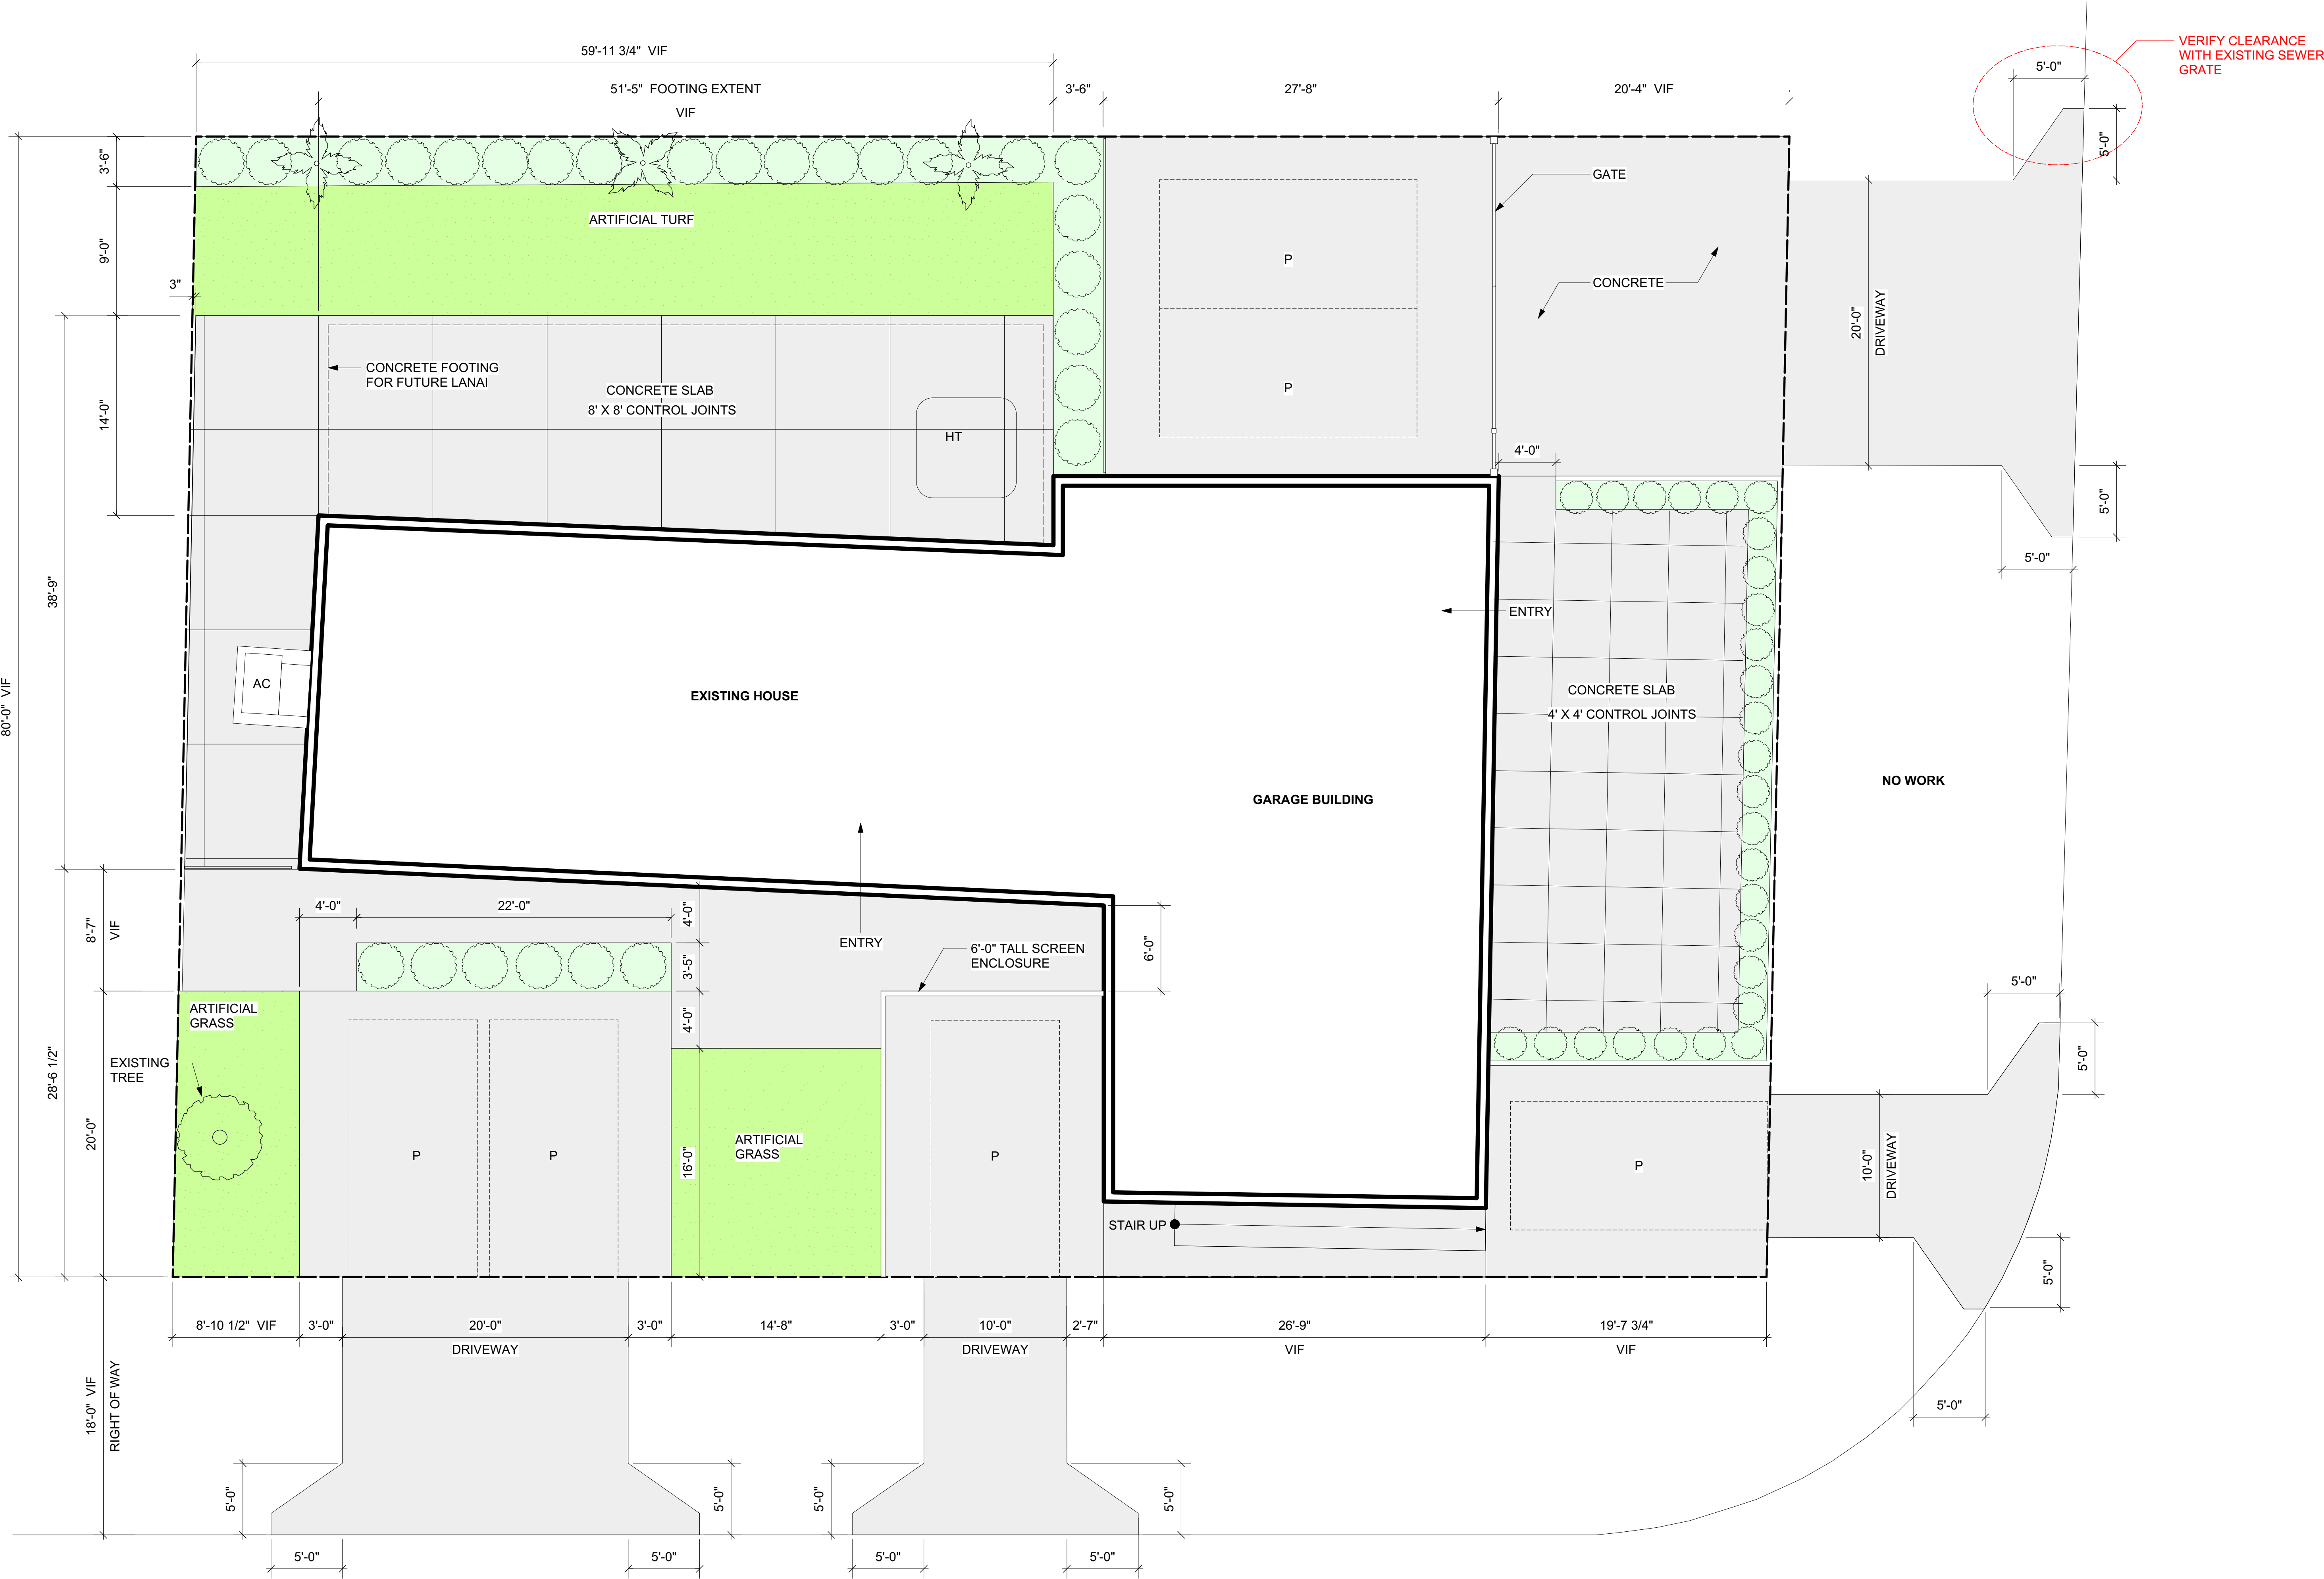 59'-11 3/4" VIF
VERIFY CLEARANCE
WITH EXISTING SEWER
GRATE
5'-0"
51'-5" FOOTING EXTENT
VIF
3'-6"
27'-8"
20'-4" VIF
3'-6"
5'-0"
GATE
ARTIFICIAL TURF
9'-0"
P
3"
CONCRETE
20'-0"
DRIVEWAY
CONCRETE FOOTING
FOR FUTURE LANAI
CONCRETE SLAB
8' X 8' CONTROL JOINTS
P
14'-0"
HT
4'-0"
5'-0"
5'-0"
38'-9"
ENTRY
80'-0" VIF
AC
EXISTING HOUSE
CONCRETE SLAB
4' X 4' CONTROL JOINTS
NO WORK
GARAGE BUILDING
8'-7"
VIF
4'-0"
22'-0"
4'-0"
ENTRY
6'-0" TALL SCREEN
ENCLOSURE
6'-0"
3'-5"
5'-0"
ARTIFICIAL
GRASS
4'-0"
EXISTING
TREE
28'-6 1/2"
5'-0"
20'-0"
P
P
16'-0"
ARTIFICIAL
GRASS
P
P
10'-0"
DRIVEWAY
STAIR UP
5'-0"
8'-10 1/2" VIF
3'-0"
20'-0"
3'-0"
14'-8"
3'-0"
10'-0"
2'-7"
26'-9"
19'-7 3/4"
DRIVEWAY
DRIVEWAY
VIF
VIF
18'-0" VIF
RIGHT OF WAY
5'-0"
5'-0"
5'-0"
5'-0"
5'-0"
5'-0"
5'-0"
5'-0"
5'-0"